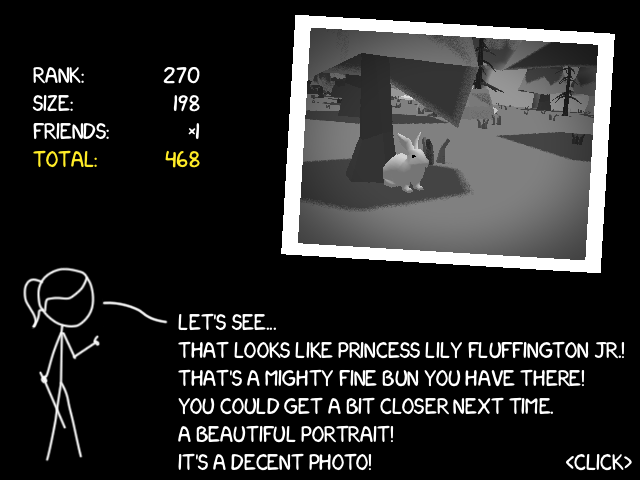 RANK: 270
SIZE: 198
FRIENDS: ×1
TOTAL: 468
LET'S SEE...
THAT LOOKS LIKE PRINCESS LILY FLUFFINGTON JR.!
THAT'S A MIGHTY FINE BUN YOU HAVE THERE!
YOU COULD GET A BIT CLOSER NEXT TIME.
A BEAUTIFUL PORTRAIT!
IT'S A DECENT PHOTO!
<CLICK>